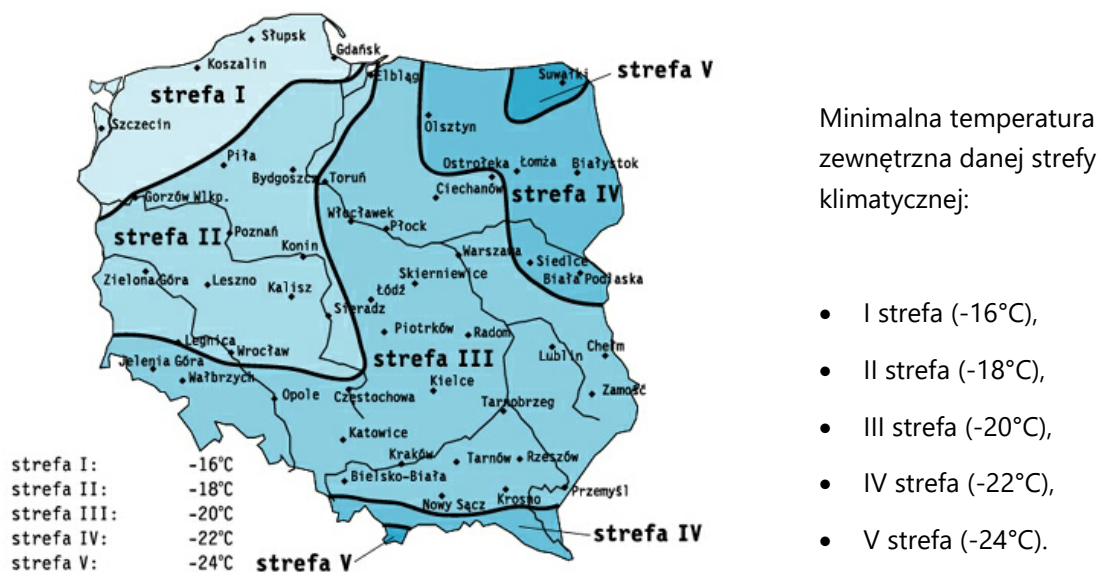 Słupsk
Gdańsk
Koszalin
Elbląg
Suwałki
strefa V
strefa I
Szczecin
Olsztyn
Piła
Ostrołęka
Łomża
Białystok
Bydgoszcz
Toruń
Ciechanów
Gorzów Wlkp.
strefa IV
Włocławek
Płock
strefa II
Poznań
Konin
Warszawa
Siedlce
Skierniewice
Biała Podlaska
Zielona Góra
Leszno
Kalisz
Łódź
Sieradz
Piotrków
Radom
Legnica
Wrocław
strefa III
Lublin
Chełm
Jelenia Góra
Wałbrzych
Kielce
Opole
Częstochowa
Zamość
Tarnobrzeg
Katowice
Kraków
Tarnów
Rzeszów
Bielsko-Biała
Przemyśl
Nowy Sącz
Krosno
strefa IV
strefa V
strefa I: -16°C
strefa II: -18°C
strefa III: -20°C
strefa IV: -22°C
strefa V: -24°C
Minimalna temperatura
zewnętrzna danej strefy
klimatycznej:
• I strefa (-16°C),
• II strefa (-18°C),
• III strefa (-20°C),
• IV strefa (-22°C),
• V strefa (-24°C).